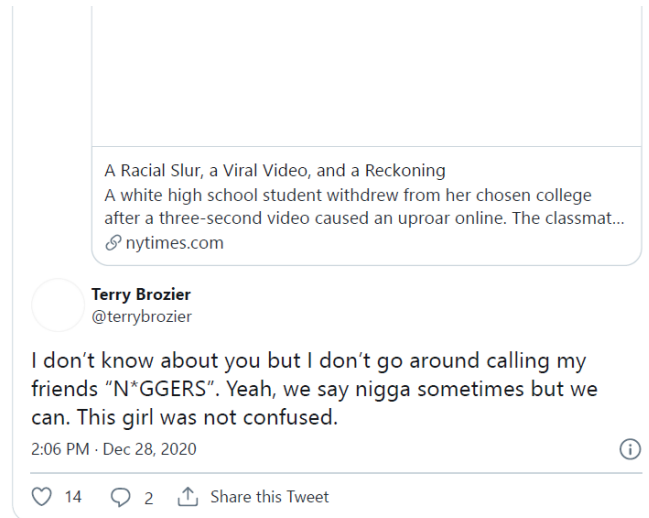 A Racial Slur, a Viral Video, and a Reckoning
A white high school student withdrew from her chosen college
after a three-second video caused an uproar online. The classmat...
nytimes.com
Terry Brozier
@terrybrozier
I don't know about you but I don't go around calling my
friends “N*GGERS”. Yeah, we say nigga sometimes but we
can. This girl was not confused.
2:06 PM · Dec 28, 2020
14 2 Share this Tweet